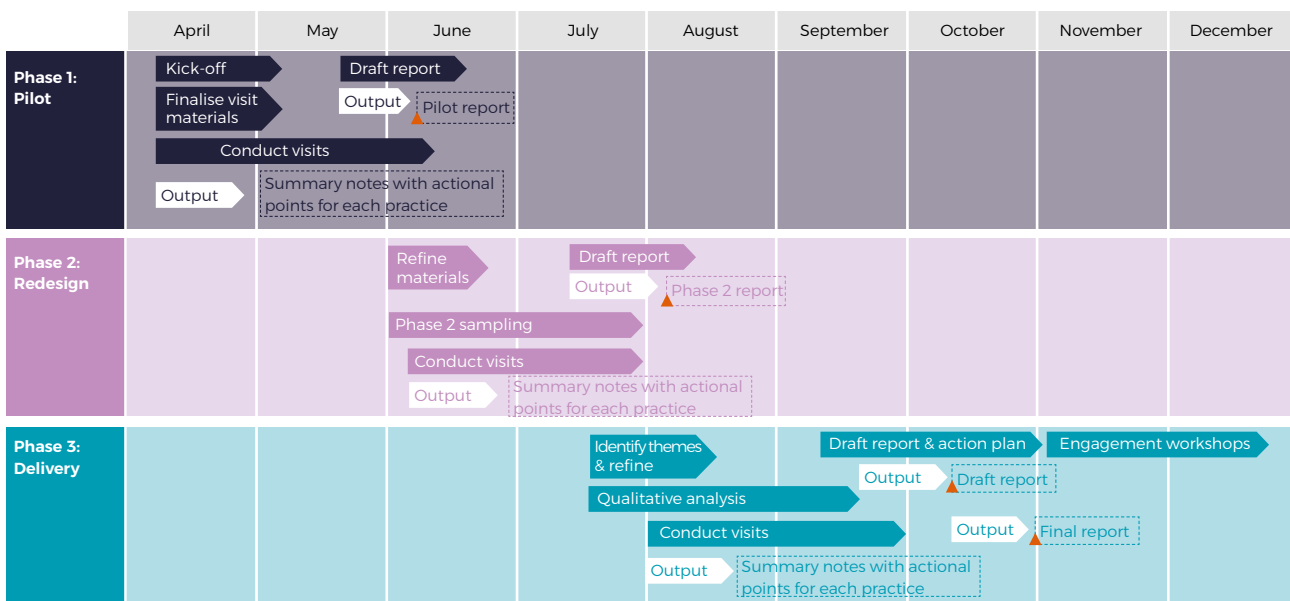 April
May
June
July
August
September
October
November
December
Phase 1:
Pilot
Kick-off
Draft report
Finalise visit
materials
Output
Pilot report
Conduct visits
Output
Summary notes with actional
points for each practice
Phase 2:
Redesign
Refine
materials
Draft report
Output
Phase 2 report
Phase 2 sampling
Conduct visits
Output
Summary notes with actional
points for each practice
Phase 3:
Delivery
Identify themes
& refine
Draft report & action plan
Engagement workshops
Output
Draft report
Qualitative analysis
Conduct visits
Output
Final report
Output
Summary notes with actional
points for each practice